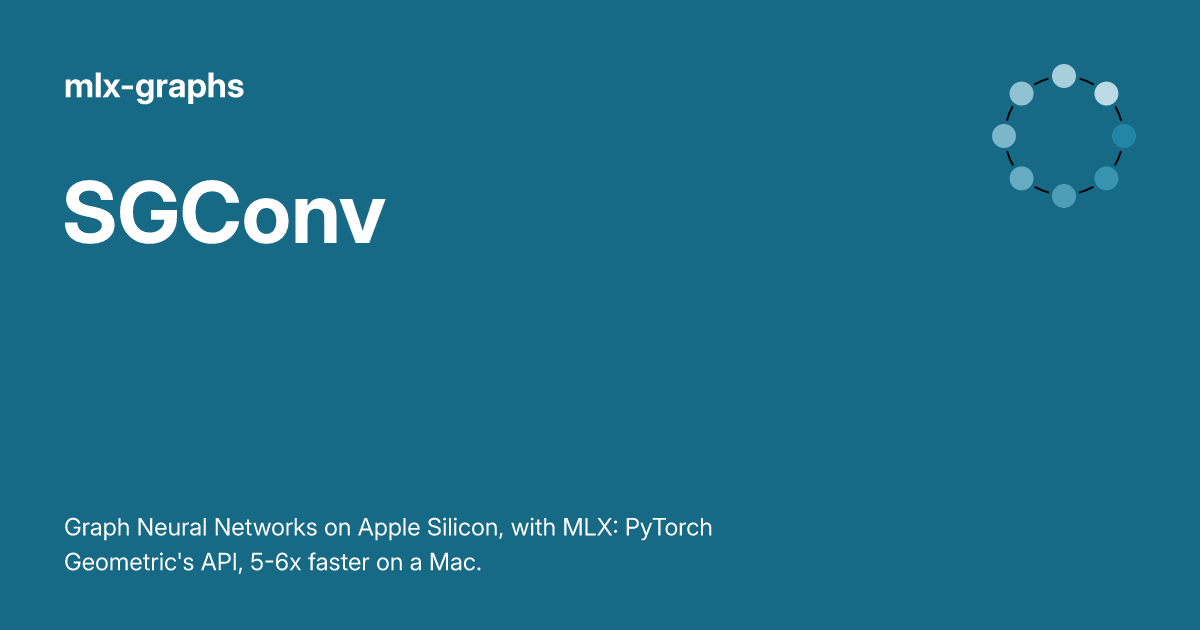 mlx-graphs
SGConv
Graph Neural Networks on Apple Silicon, with MLX: PyTorch
Geometric's API, 5-6x faster on a Mac.